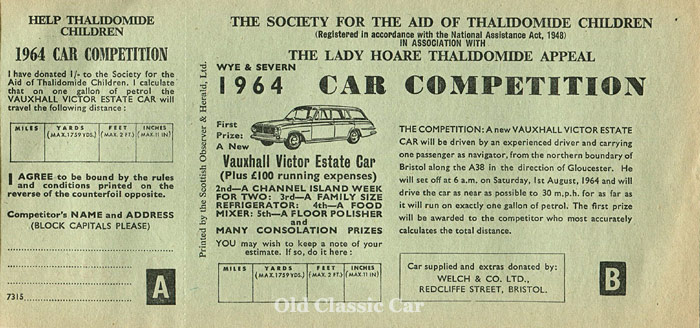 HELP THALIDOMIDE
CHILDREN
1964 CAR COMPETITION
I have donated 1/- to the Society for the
Aid of Thalidomide Children. I calculate
that on one gallon of petrol the
VAUXHALL VICTOR ESTATE CAR will
travel the following distance:
MILES YARDS FEET INCHES
(MAX. 1759 YDS.) (MAX. 2 FT.) (MAX. 11 IN)
I AGREE to be bound by the rules
and conditions printed on the
reverse of the counterfoil opposite.
Competitor's NAME and ADDRESS
(BLOCK CAPITALS PLEASE)
7315
A
Printed by the Scottish Observer & Herald, Ltd.
THE SOCIETY FOR THE AID OF THALIDOMIDE CHILDREN
(Registered in accordance with the National Assistance Act, 1948)
IN ASSOCIATION WITH
THE LADY HOARE THALIDOMIDE APPEAL
WYE & SEVERN
1964 CAR COMPETITION
First
Prize:
A New
Vauxhall Victor Estate Car
(Plus £100 running expenses)
2nd—A CHANNEL ISLAND WEEK
FOR TWO: 3rd—A FAMILY SIZE
REFRIGERATOR: 4th—A FOOD
MIXER: 5th—A FLOOR POLISHER
and
MANY CONSOLATION PRIZES
YOU may wish to keep a note of your
estimate. If so, do it here:
MILES YARDS FEET INCHES
(MAX. 1759 YDS.) (MAX. 2 FT.) (MAX. 11 IN)
THE COMPETITION: A new VAUXHALL VICTOR ESTATE
CAR will be driven by an experienced driver and carrying
one passenger as navigator, from the northern boundary of
Bristol along the A38 in the direction of Gloucester. He
will set off at 6 a.m. on Saturday, 1st August, 1964 and will
drive the car as near as possible to 30 m.p.h. for as far as
it will run on exactly one gallon of petrol. The first prize
will be awarded to the competitor who most accurately
calculates the total distance.
Car supplied and extras donated by:
WELCH & CO. LTD.,
REDCLIFFE STREET, BRISTOL.
B
Old Classic Car